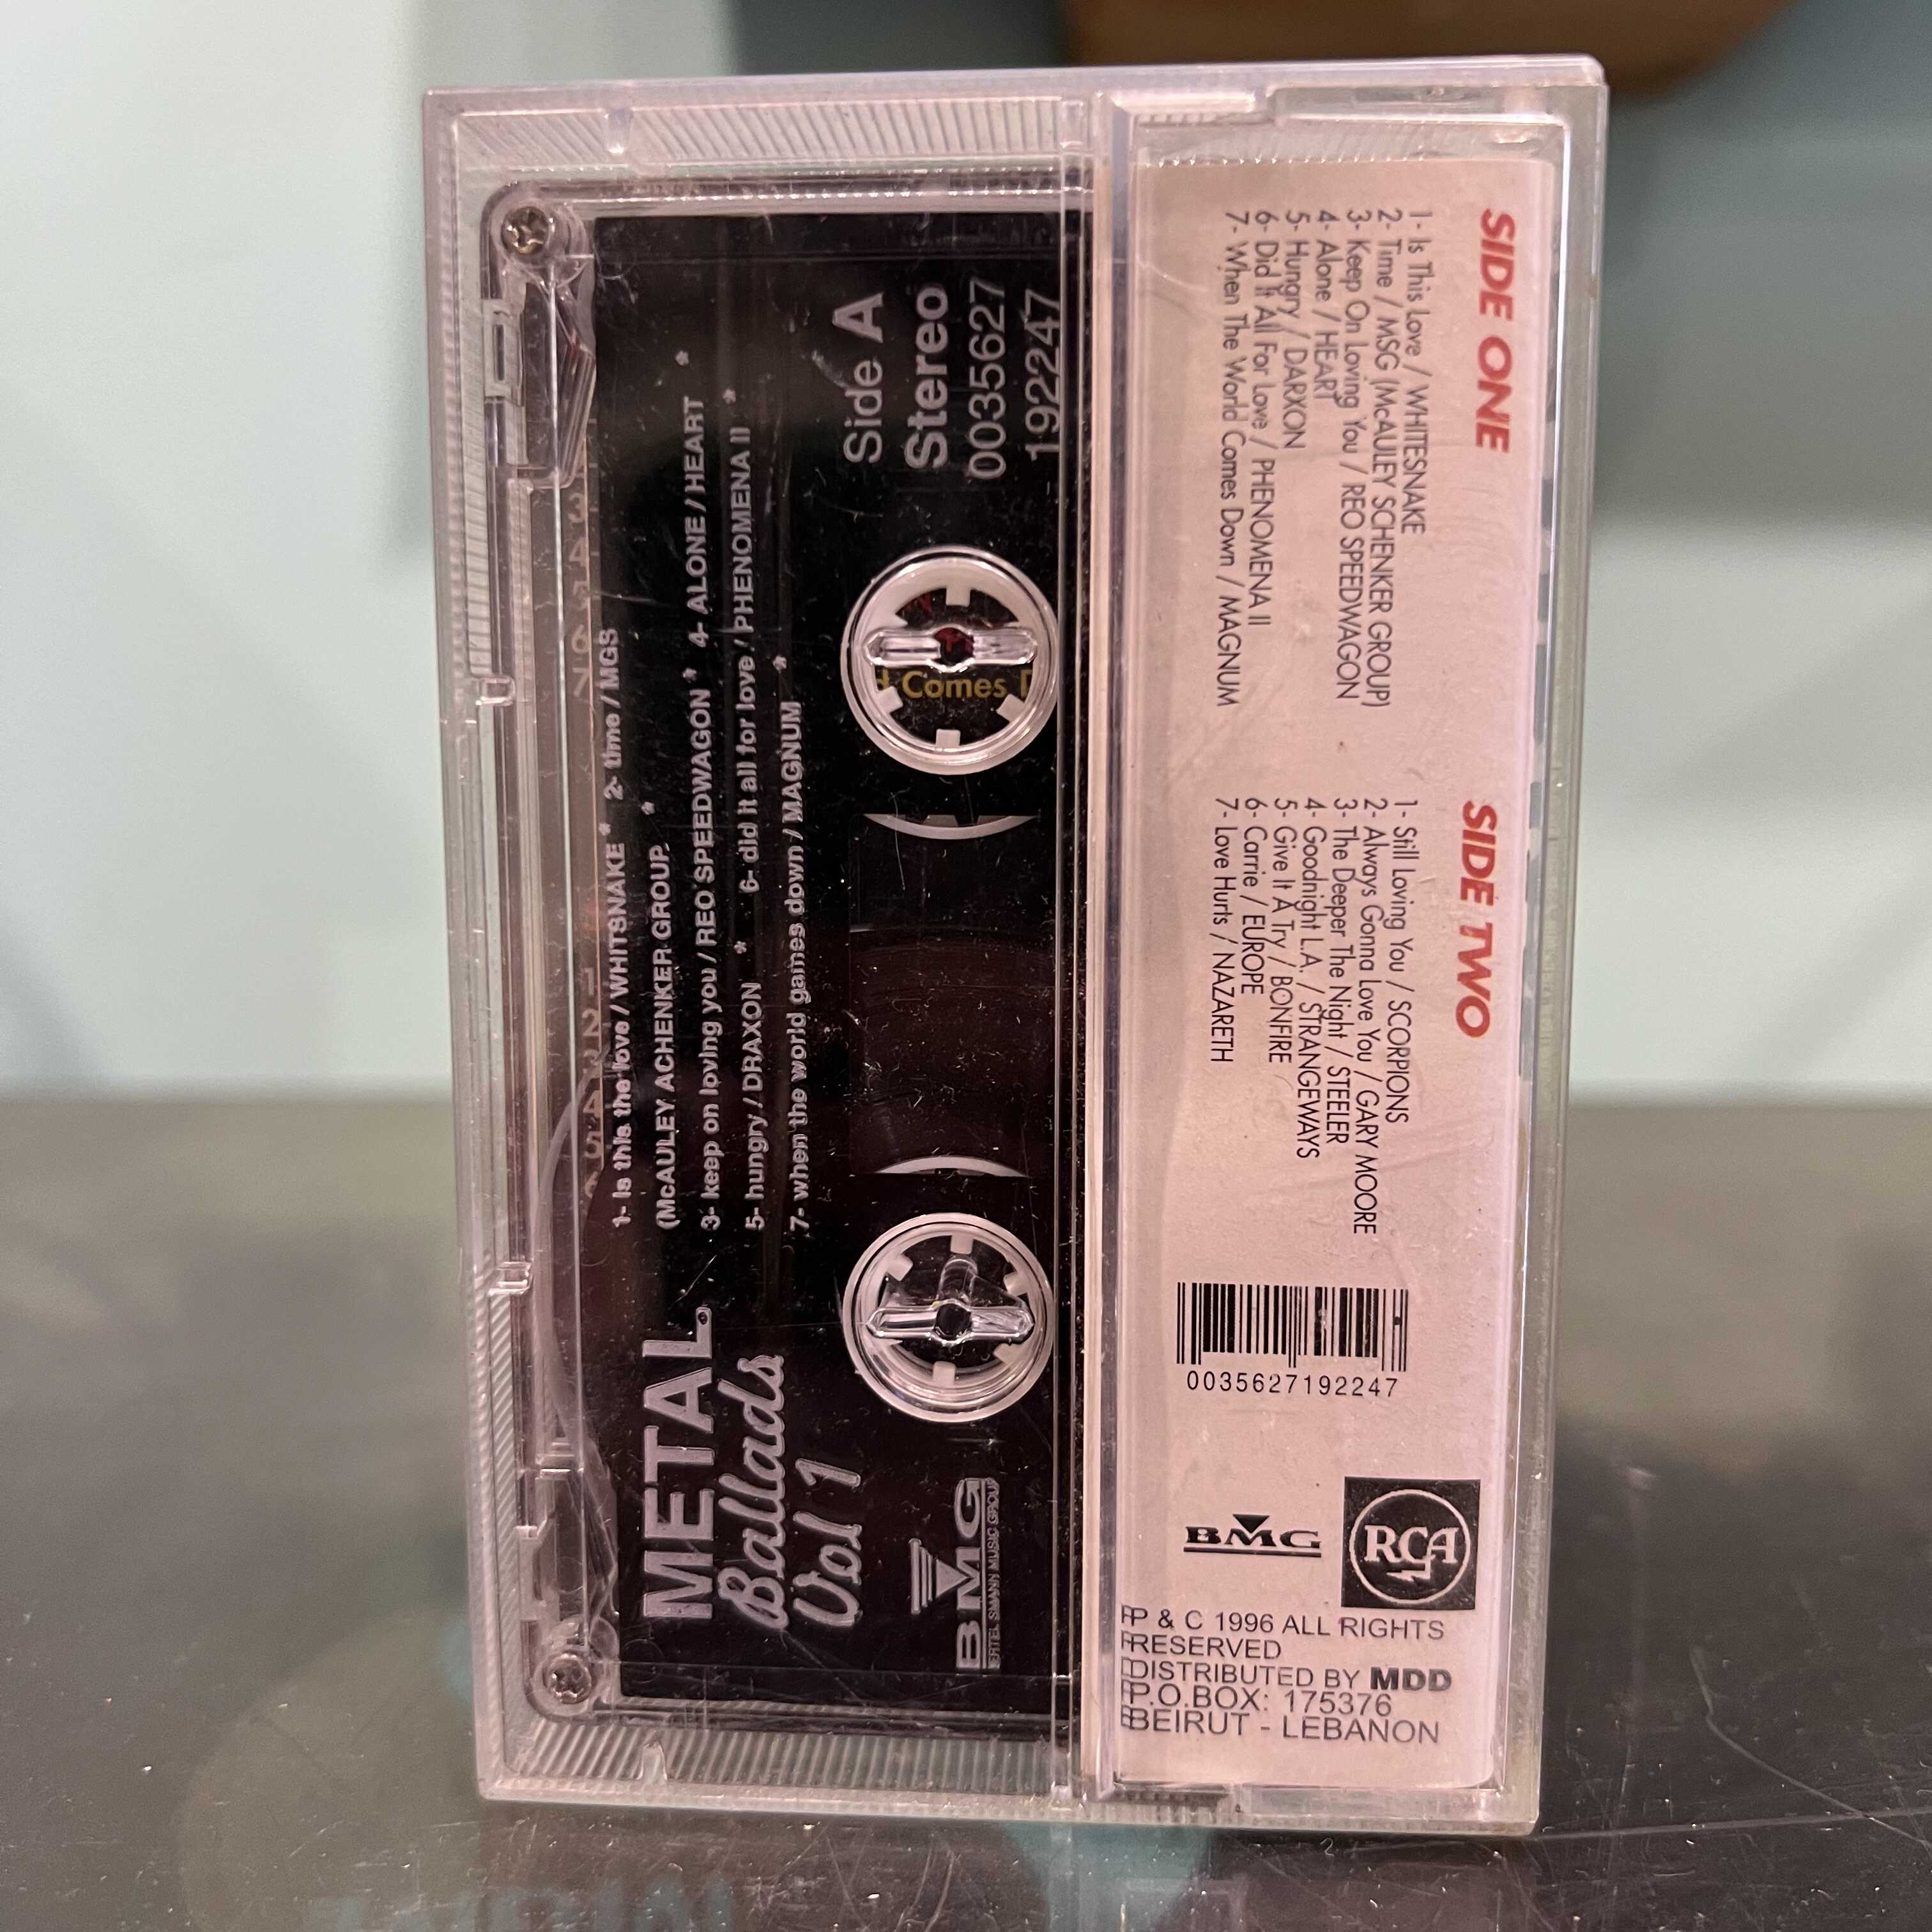 SIDE ONE
1- Is This Love / WHITESNAKE
2- Time / MSG (McAULEY SCHENKER GROUP)
3- Keep On Loving You / REO SPEEDWAGON
4- Alone / HEART
5- Hungry / DARXON
6- Did It All For Love / PHENOMENA II
7- When The World Comes Down / MAGNUM
SIDE TWO
1- Still Loving You / SCORPIONS
2- Always Gonna Love You / GARY MOORE
3- The Deeper The Night / STEELER
4- Goodnight L.A. / STRANGEWAYS
5- Give It A Try / BONFIRE
6- Carrie / EUROPE
7- Love Hurts / NAZARETH
0035627192247
BMG
RCA
P & C 1996 ALL RIGHTS
RESERVED
DISTRIBUTED BY MDD
P.O.BOX: 175376
BEIRUT - LEBANON
METAL
Ballads
Vol 1
1- Is this the love / WHITSNAKE * 2- time / MGS
(McAULEY ACHENKER GROUP *
3- keep on loving you / REO SPEEDWAGON * 4- ALONE / HEART *
5- hungry / DRAXON * 6- did it all for love / PHENOMENA II *
7- when the world games down / MAGNUM *
Side A
Stereo
0035627
192247
BMG
BERTELSMANN MUSIC GROUP
Comes